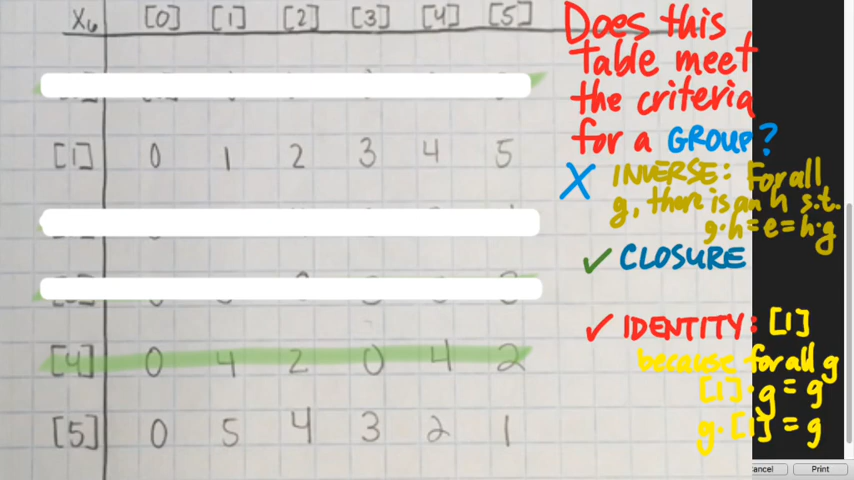 X₆ [0] [1] [2] [3] [4] [5]
[1] 0 1 2 3 4 5
[4] 0 4 2 0 4 2
[5] 0 5 4 3 2 1
Does this
table meet
the criteria
for a GROUP?
X INVERSE: For all
g, there is an h s.t.
g·h=e=h·g
✓ CLOSURE
✓ IDENTITY: [1]
because for all g
[1]·g=g
g·[1]=g
Print